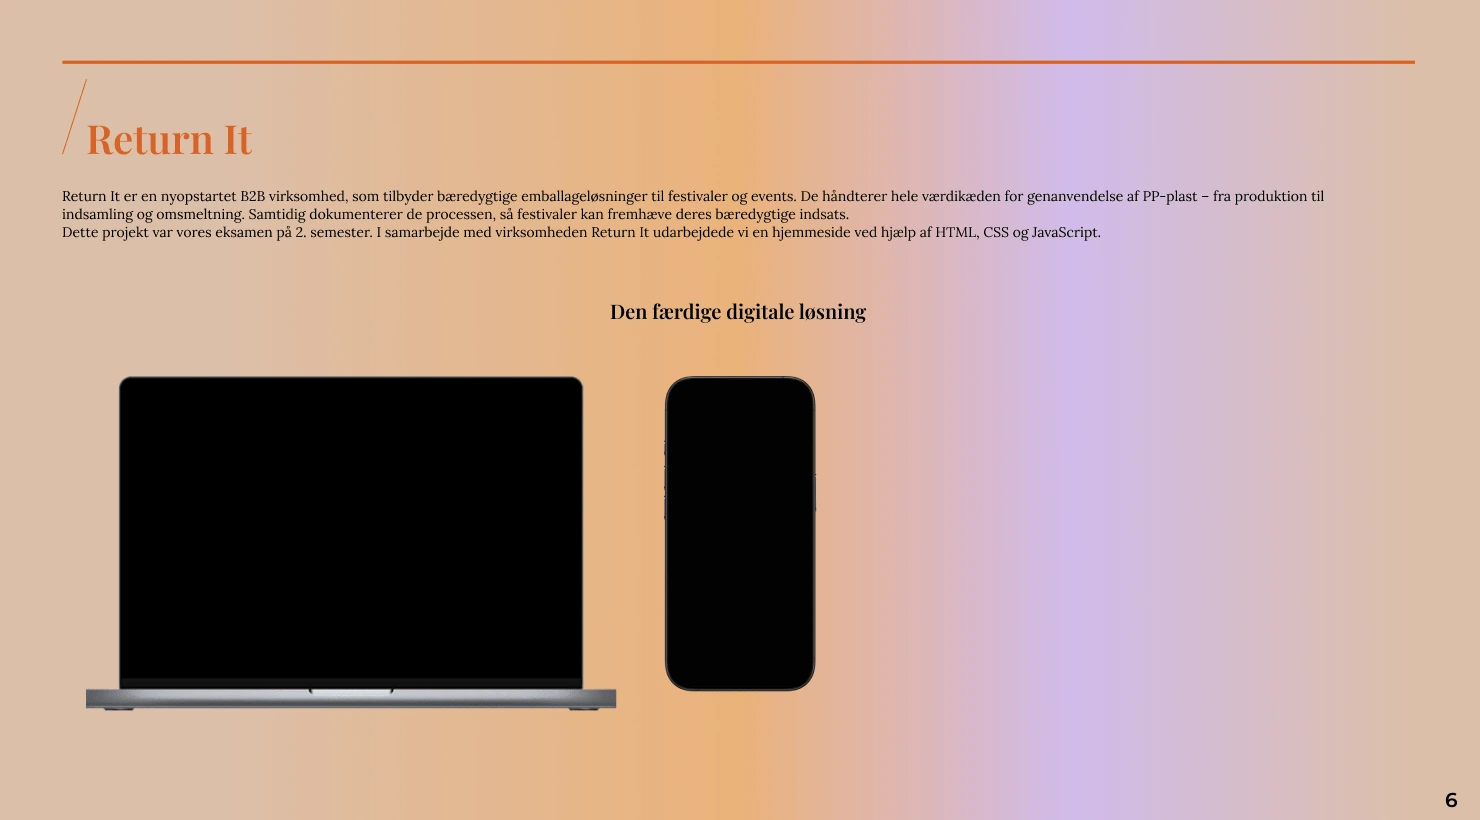 Return It
Return It er en nyopstartet B2B virksomhed, som tilbyder bæredygtige emballageløsninger til festivaler og events. De håndterer hele værdikæden for genanvendelse af PP-plast – fra produktion til
indsamling og omsmeltning. Samtidig dokumenterer de processen, så festivaler kan fremhæve deres bæredygtige indsats.
Dette projekt var vores eksamen på 2. semester. I samarbejde med virksomheden Return It udarbejdede vi en hjemmeside ved hjælp af HTML, CSS og JavaScript.
Den færdige digitale løsning
6